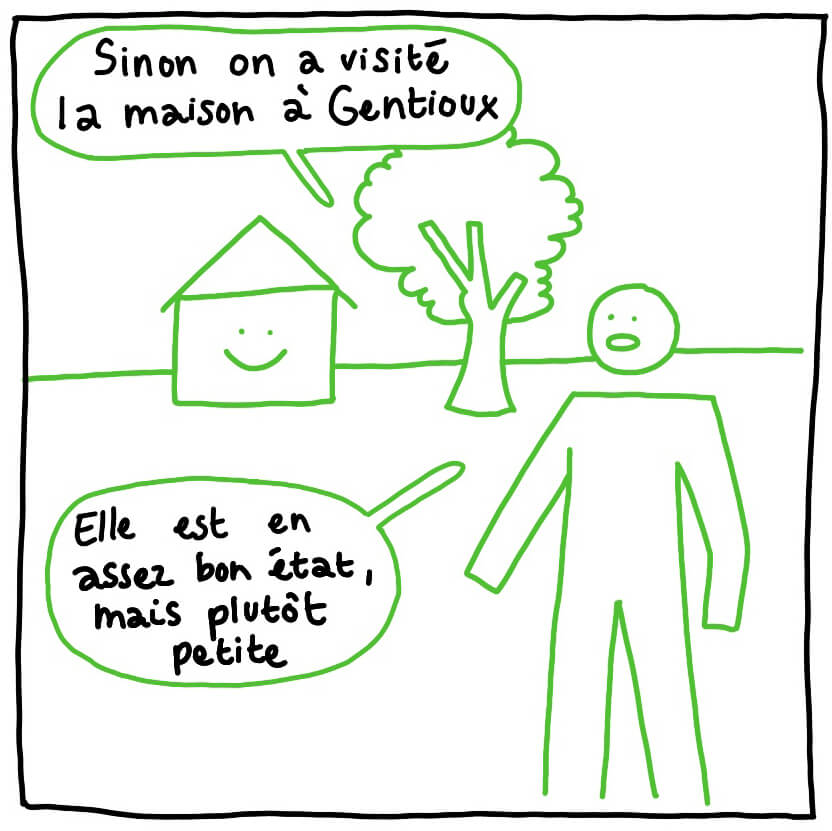 Sinon on a visité
la maison à Gentioux
Elle est en
assez bon état,
mais plutôt
petite